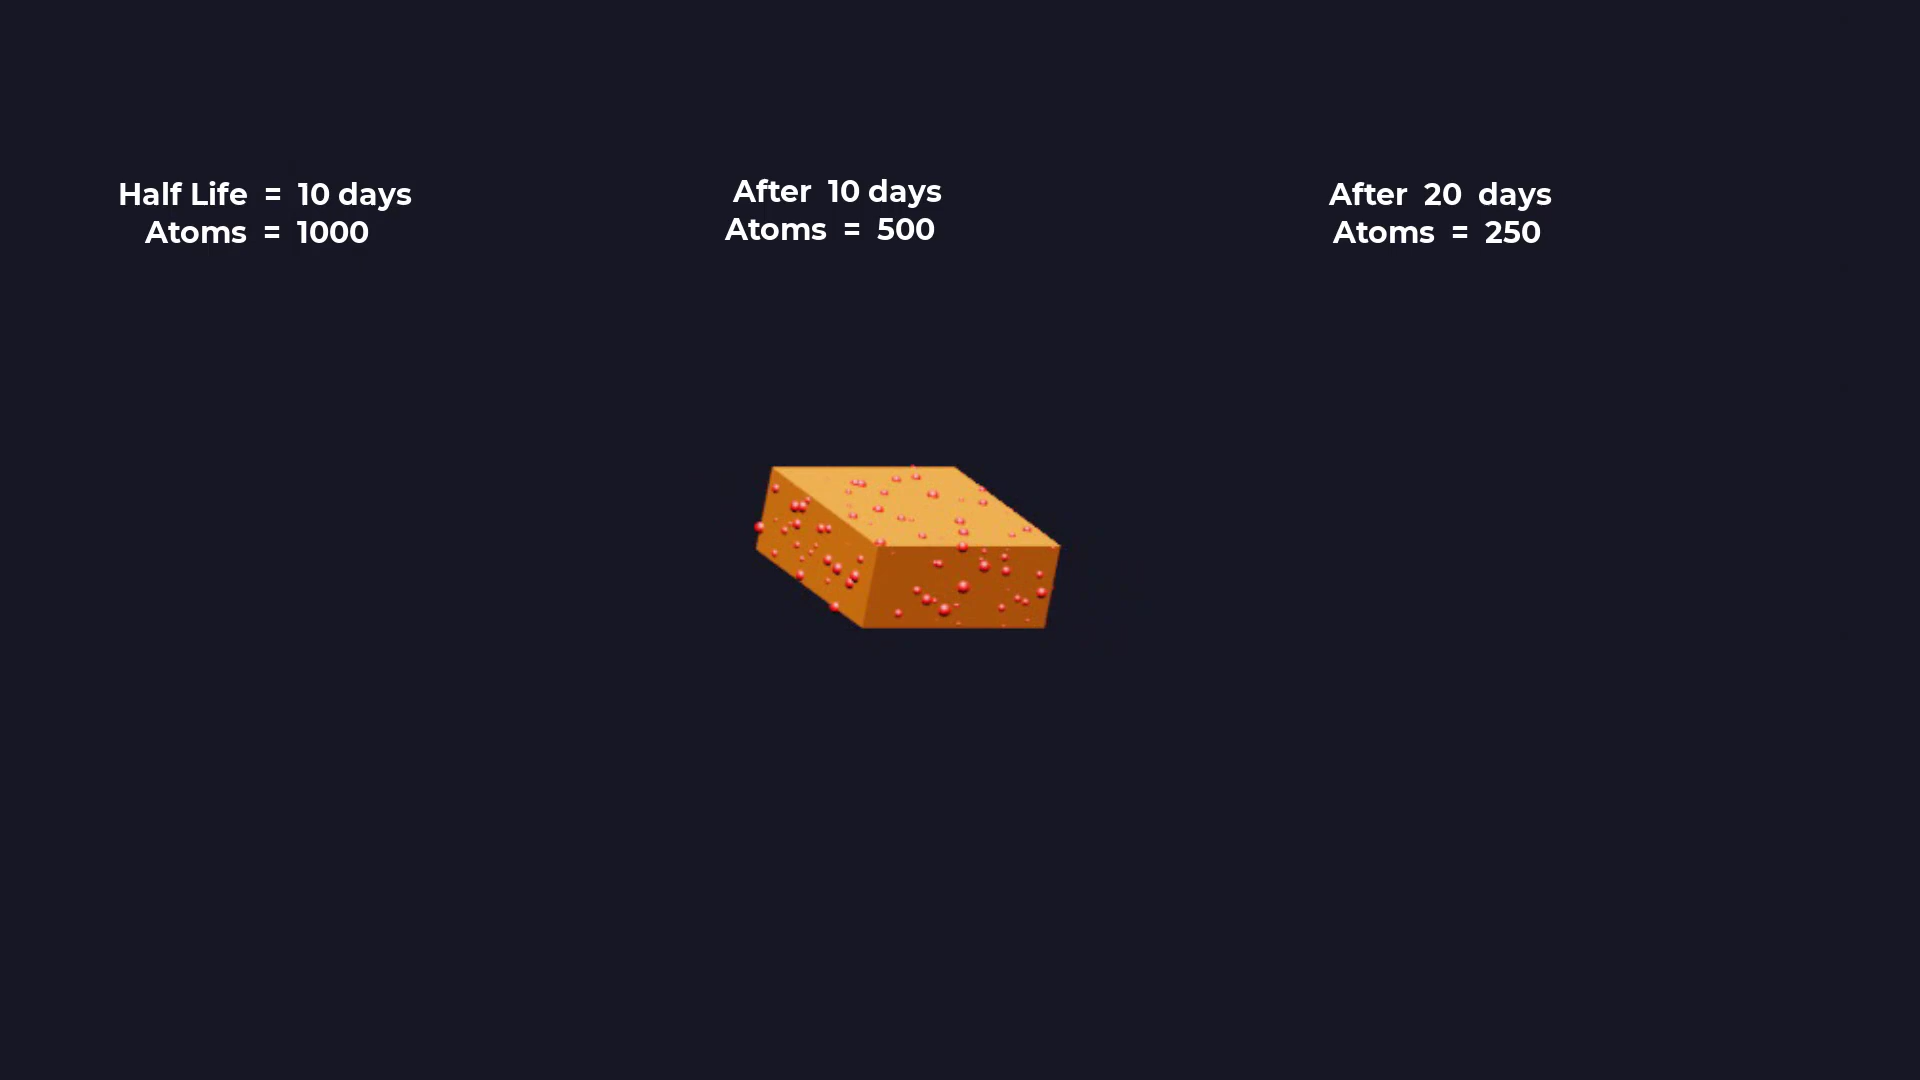 Half Life = 10 days
Atoms = 1000
After 10 days
Atoms = 500
After 20 days
Atoms = 250